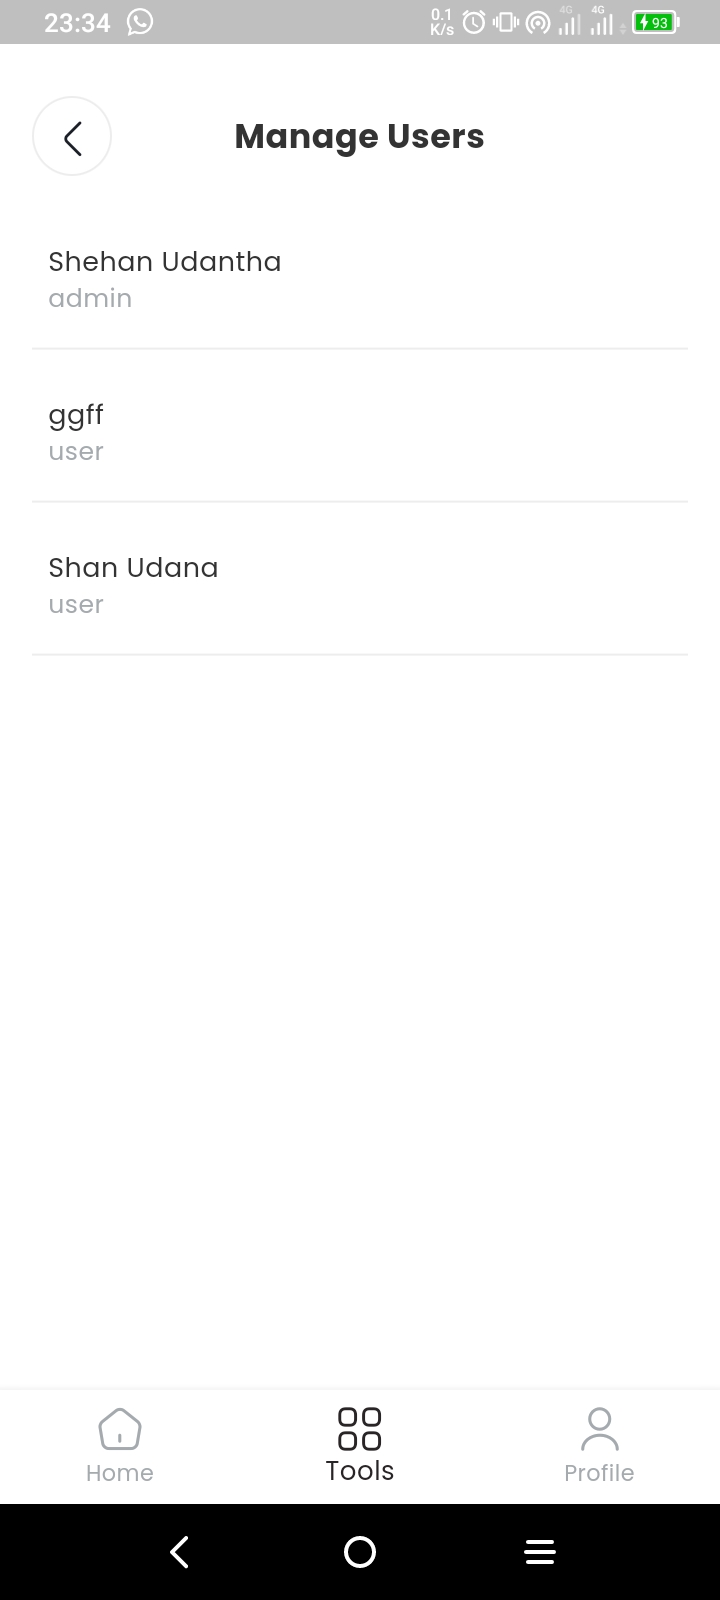 23:34
0.1
K/s
4G
4G
93
Manage Users
Shehan Udantha
admin
ggff
user
Shan Udana
user
Home
Tools
Profile